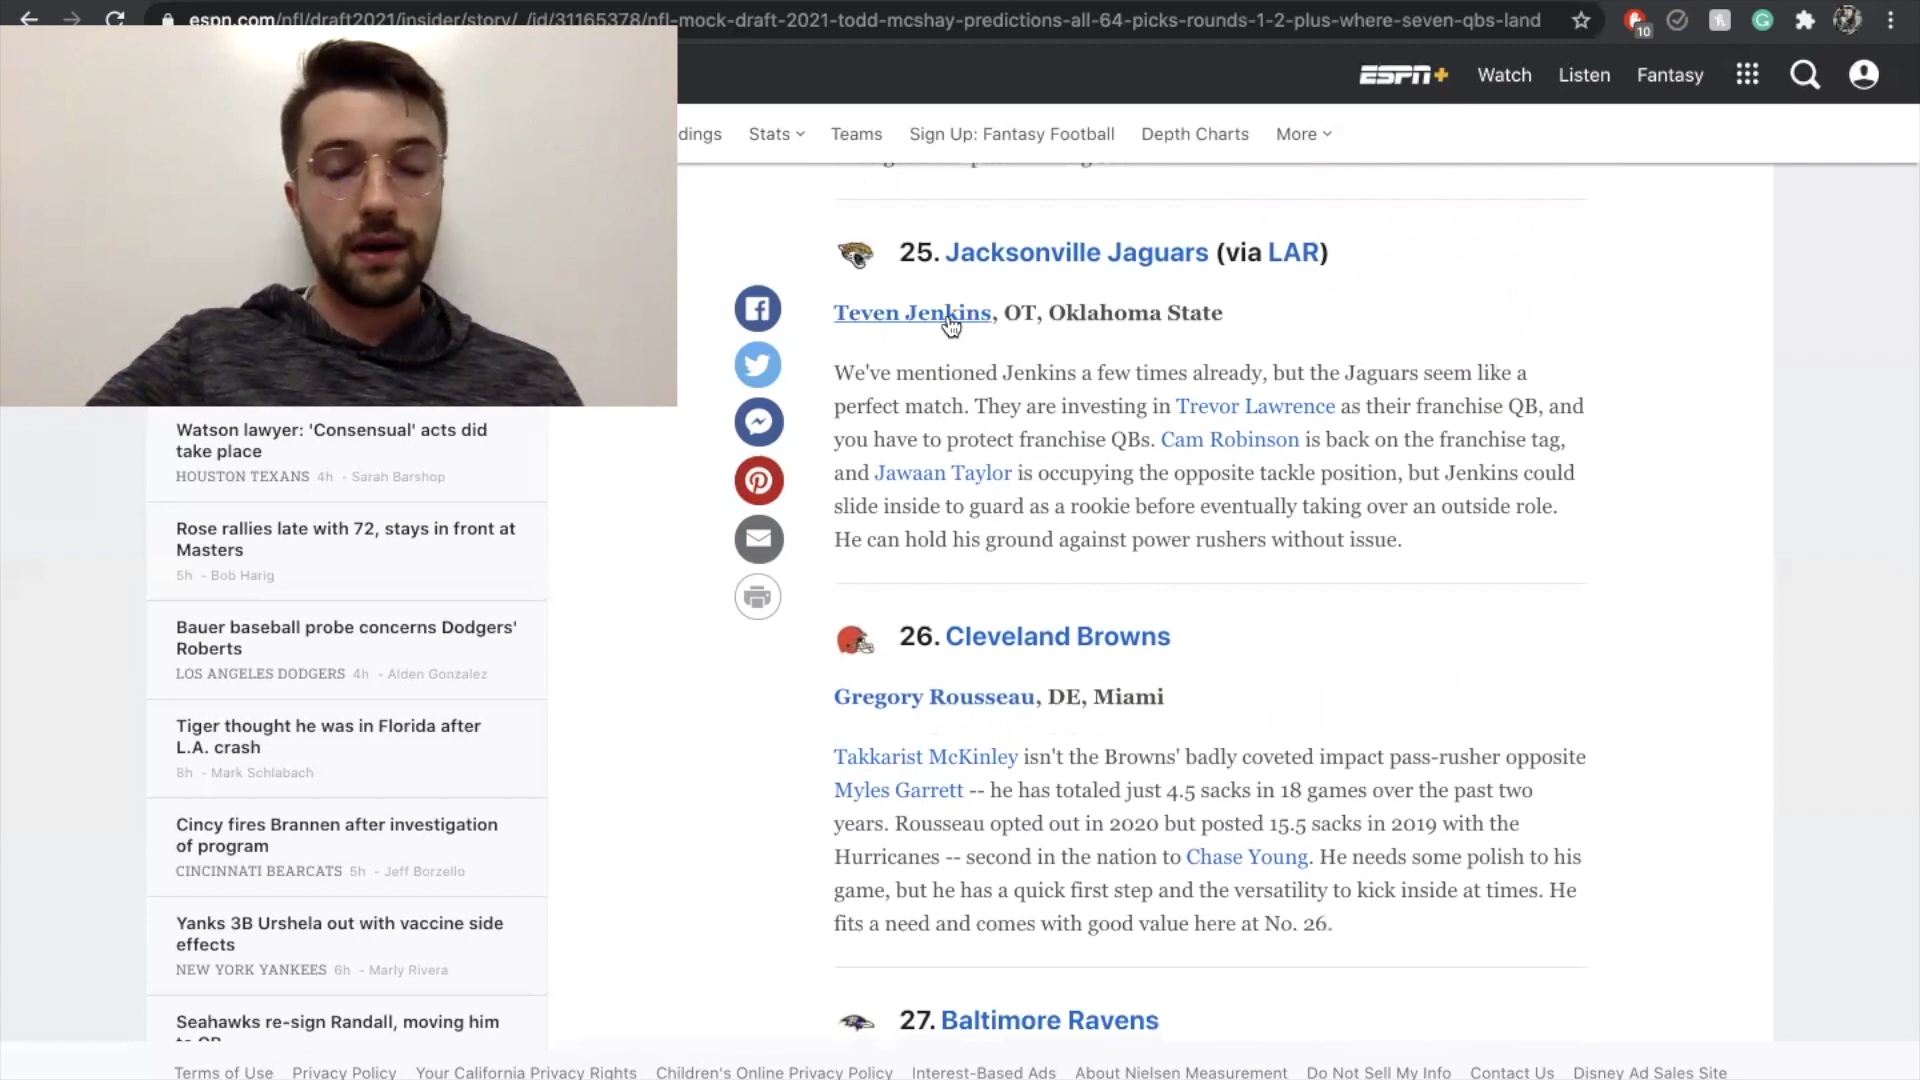 espn.com/nfl/draft2021/insider/story/_/id/31165378/nfl-mock-draft-2021-todd-mcshay-predictions-all-64-picks-rounds-1-2-plus-where-seven-qbs-land
10
ESPN+ Watch Listen Fantasy
dings Stats Teams Sign Up: Fantasy Football Depth Charts More
25. Jacksonville Jaguars (via LAR)
Teven Jenkins, OT, Oklahoma State
We've mentioned Jenkins a few times already, but the Jaguars seem like a
perfect match. They are investing in Trevor Lawrence as their franchise QB, and
you have to protect franchise QBs. Cam Robinson is back on the franchise tag,
and Jawaan Taylor is occupying the opposite tackle position, but Jenkins could
slide inside to guard as a rookie before eventually taking over an outside role.
He can hold his ground against power rushers without issue.
26. Cleveland Browns
Gregory Rousseau, DE, Miami
Takkarist McKinley isn't the Browns' badly coveted impact pass-rusher opposite
Myles Garrett -- he has totaled just 4.5 sacks in 18 games over the past two
years. Rousseau opted out in 2020 but posted 15.5 sacks in 2019 with the
Hurricanes -- second in the nation to Chase Young. He needs some polish to his
game, but he has a quick first step and the versatility to kick inside at times. He
fits a need and comes with good value here at No. 26.
27. Baltimore Ravens
Watson lawyer: 'Consensual' acts did
take place
HOUSTON TEXANS 4h - Sarah Barshop
Rose rallies late with 72, stays in front at
Masters
5h - Bob Harig
Bauer baseball probe concerns Dodgers'
Roberts
LOS ANGELES DODGERS 4h - Alden Gonzalez
Tiger thought he was in Florida after
L.A. crash
8h - Mark Schlabach
Cincy fires Brannen after investigation
of program
CINCINNATI BEARCATS 5h - Jeff Borzello
Yanks 3B Urshela out with vaccine side
effects
NEW YORK YANKEES 6h - Marly Rivera
Seahawks re-sign Randall, moving him
Terms of Use Privacy Policy Your California Privacy Rights Children's Online Privacy Policy Interest-Based Ads About Nielsen Measurement Do Not Sell My Info Contact Us Disney Ad Sales Site